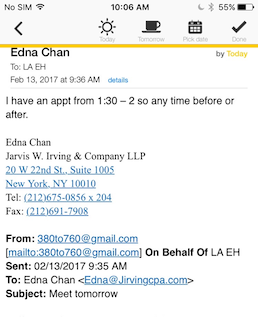 No SIM 10:06 AM 55%
Today Tomorrow Pick date Done
Edna Chan by Today
To: LA EH
Feb 13, 2017 at 9:36 AM details
I have an appt from 1:30 – 2 so any time before or
after.
Edna Chan
Jarvis W. Irving & Company LLP
20 W 22nd St., Suite 1005
New York, NY 10010
Tel: (212)675-0856 x 204
Fax: (212)691-7908
From: 380to760@gmail.com
[mailto:380to760@gmail.com] On Behalf Of LA EH
Sent: 02/13/2017 9:35 AM
To: Edna Chan <Edna@Jirvingcpa.com>
Subject: Meet tomorrow